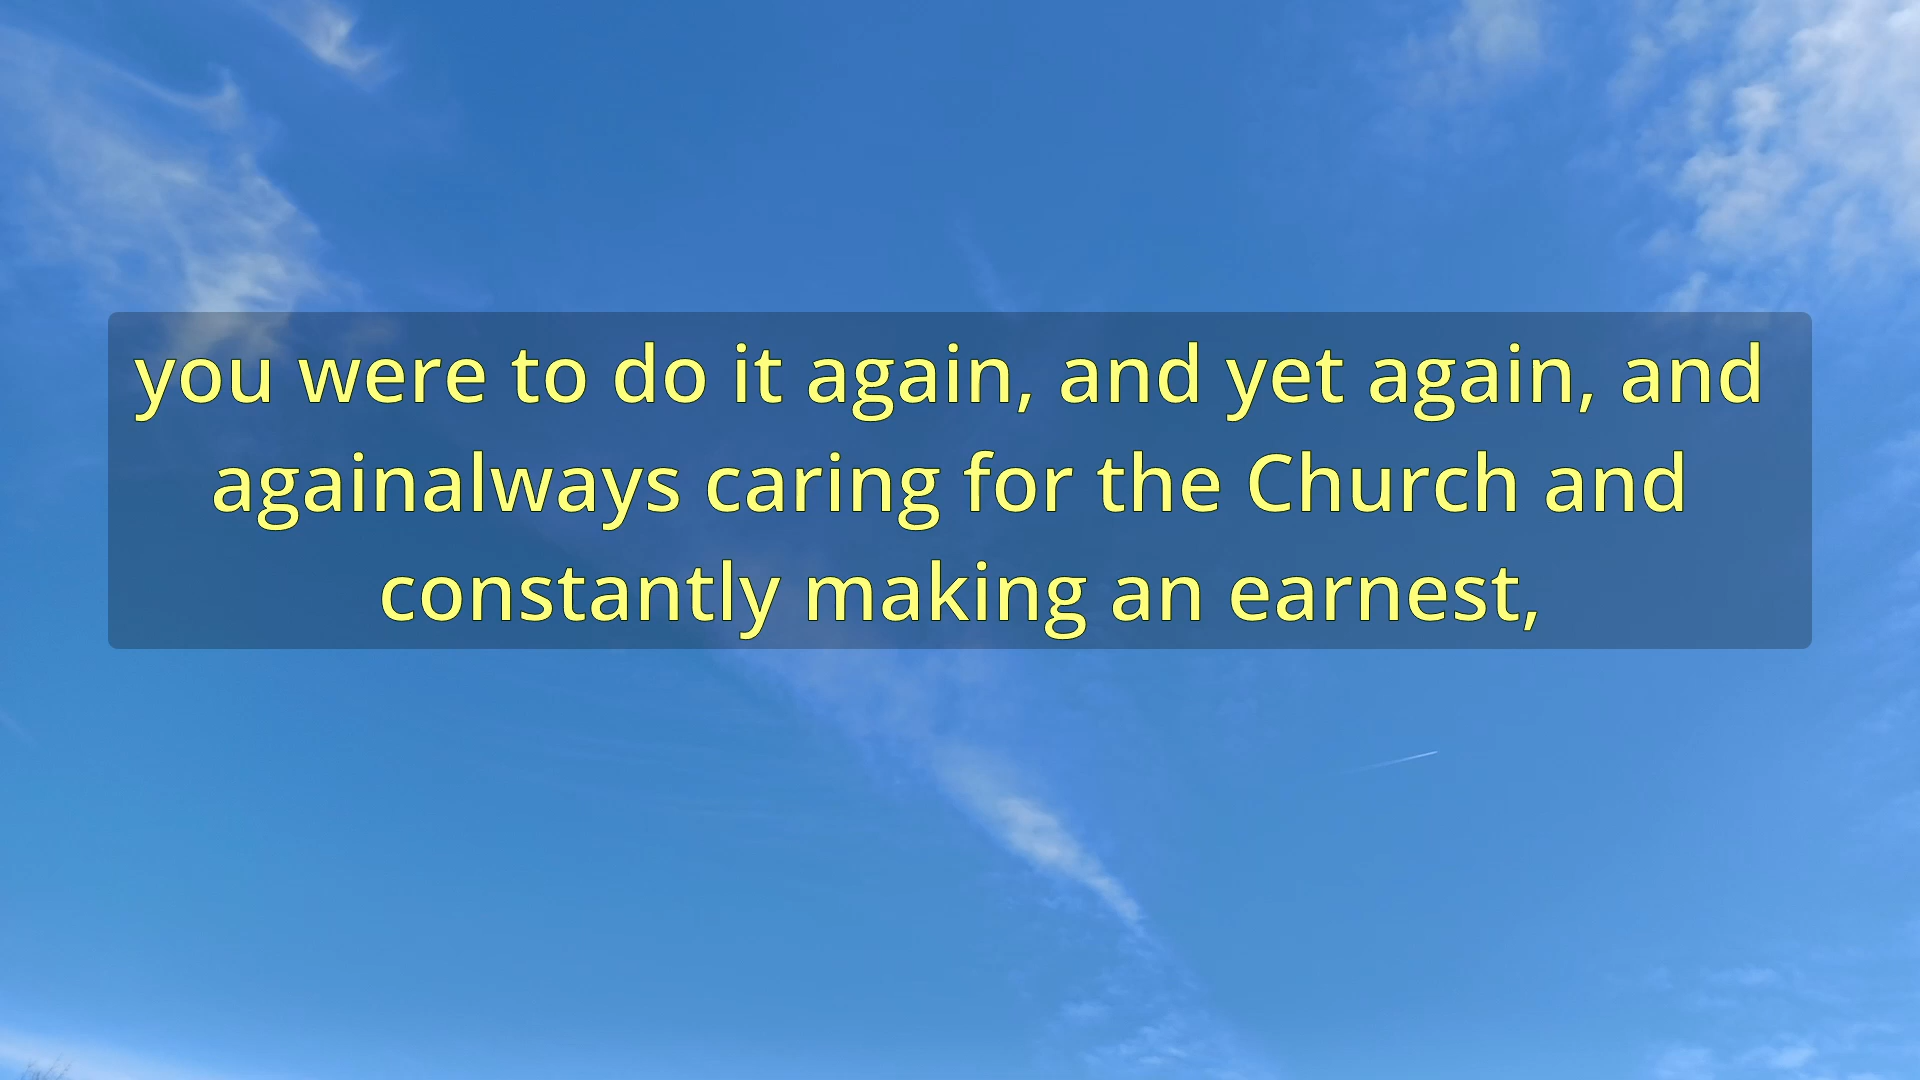 you were to do it again, and yet again, and
againalways caring for the Church and
constantly making an earnest,